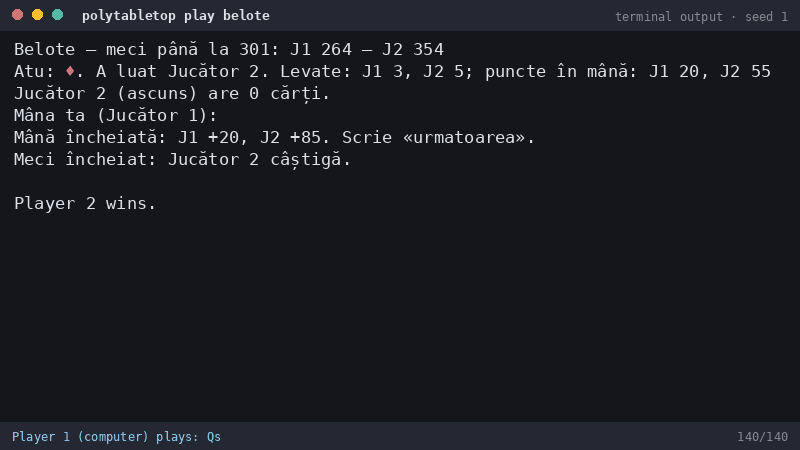 polytabletop play belote
terminal output · seed 1
Belote — meci până la 301: J1 264 — J2 354
Atu: ♦. A luat Jucător 2. Levate: J1 3, J2 5; puncte în mână: J1 20, J2 55
Jucător 2 (ascuns) are 0 cărți.
Mâna ta (Jucător 1):
Mână încheiată: J1 +20, J2 +85. Scrie «urmatoarea».
Meci încheiat: Jucător 2 câștigă.
Player 2 wins.
Player 1 (computer) plays: Qs
140/140